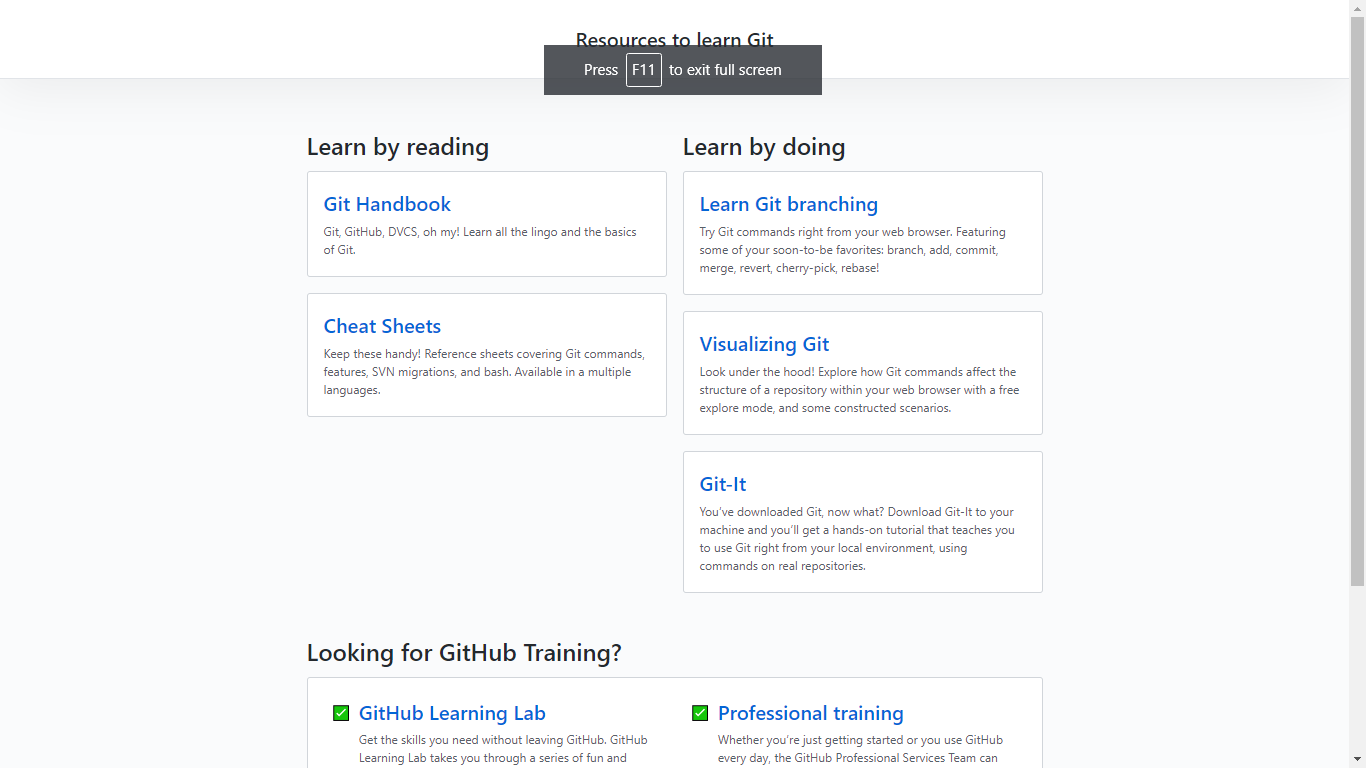 Resources to learn Git
Press F11 to exit full screen
Learn by reading
Git Handbook
Git, GitHub, DVCS, oh my! Learn all the lingo and the basics
of Git.
Cheat Sheets
Keep these handy! Reference sheets covering Git commands,
features, SVN migrations, and bash. Available in a multiple
languages.
Learn by doing
Learn Git branching
Try Git commands right from your web browser. Featuring
some of your soon-to-be favorites: branch, add, commit,
merge, revert, cherry-pick, rebase!
Visualizing Git
Look under the hood! Explore how Git commands affect the
structure of a repository within your web browser with a free
explore mode, and some constructed scenarios.
Git-It
You’ve downloaded Git, now what? Download Git-It to your
machine and you’ll get a hands-on tutorial that teaches you
to use Git right from your local environment, using
commands on real repositories.
Looking for GitHub Training?
GitHub Learning Lab
Get the skills you need without leaving GitHub. GitHub
Learning Lab takes you through a series of fun and
Professional training
Whether you’re just getting started or you use GitHub
every day, the GitHub Professional Services Team can